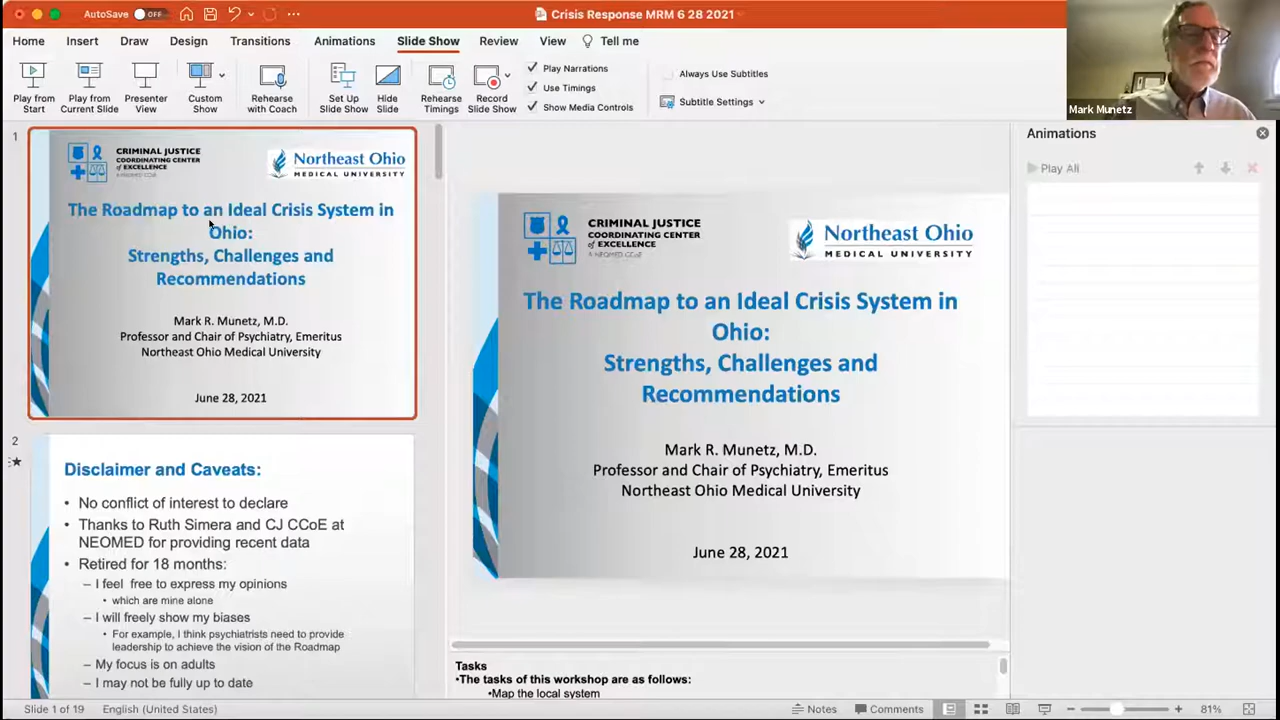 AutoSave OFF
Crisis Response MRM 6 28 2021
Home Insert Draw Design Transitions Animations Slide Show Review View Tell me
Play from Start
Play from Current Slide
Presenter View
Custom Show
Rehearse with Coach
Set Up Slide Show
Hide Slide
Rehearse Timings
Record Slide Show
Play Narrations
Use Timings
Show Media Controls
Always Use Subtitles
Subtitle Settings
Mark Munetz
1
CRIMINAL JUSTICE
COORDINATING CENTER
of EXCELLENCE
A NEOMED CCoE
Northeast Ohio
MEDICAL UNIVERSITY
The Roadmap to an Ideal Crisis System in
Ohio:
Strengths, Challenges and
Recommendations
Mark R. Munetz, M.D.
Professor and Chair of Psychiatry, Emeritus
Northeast Ohio Medical University
June 28, 2021
2
Disclaimer and Caveats:
• No conflict of interest to declare
• Thanks to Ruth Simera and CJ CCoE at
NEOMED for providing recent data
• Retired for 18 months:
– I feel free to express my opinions
• which are mine alone
– I will freely show my biases
• For example, I think psychiatrists need to provide
leadership to achieve the vision of the Roadmap
– My focus is on adults
– I may not be fully up to date
CRIMINAL JUSTICE
COORDINATING CENTER
of EXCELLENCE
A NEOMED CCoE
Northeast Ohio
MEDICAL UNIVERSITY
The Roadmap to an Ideal Crisis System in
Ohio:
Strengths, Challenges and
Recommendations
Mark R. Munetz, M.D.
Professor and Chair of Psychiatry, Emeritus
Northeast Ohio Medical University
June 28, 2021
Tasks
•The tasks of this workshop are as follows:
•Map the local system
Animations
Play All
Slide 1 of 19 English (United States) Notes Comments 81%